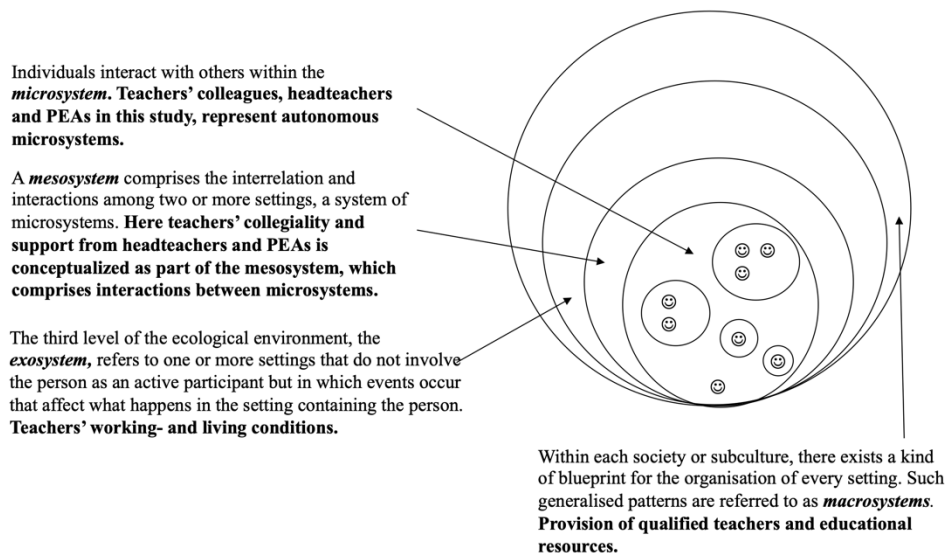 Individuals interact with others within the
microsystem. Teachers' colleagues, headteachers
and PEAs in this study, represent autonomous
microsystems.
A mesosystem comprises the interrelation and
interactions among two or more settings, a system of
microsystems. Here teachers' collegiality and
support from headteachers and PEAs is
conceptualized as part of the mesosystem, which
comprises interactions between microsystems.
The third level of the ecological environment, the
exosystem, refers to one or more settings that do not involve
the person as an active participant but in which events occur
that affect what happens in the setting containing the person.
Teachers' working- and living conditions.
Within each society or subculture, there exists a kind
of blueprint for the organisation of every setting. Such
generalised patterns are referred to as macrosystems.
Provision of qualified teachers and educational
resources.